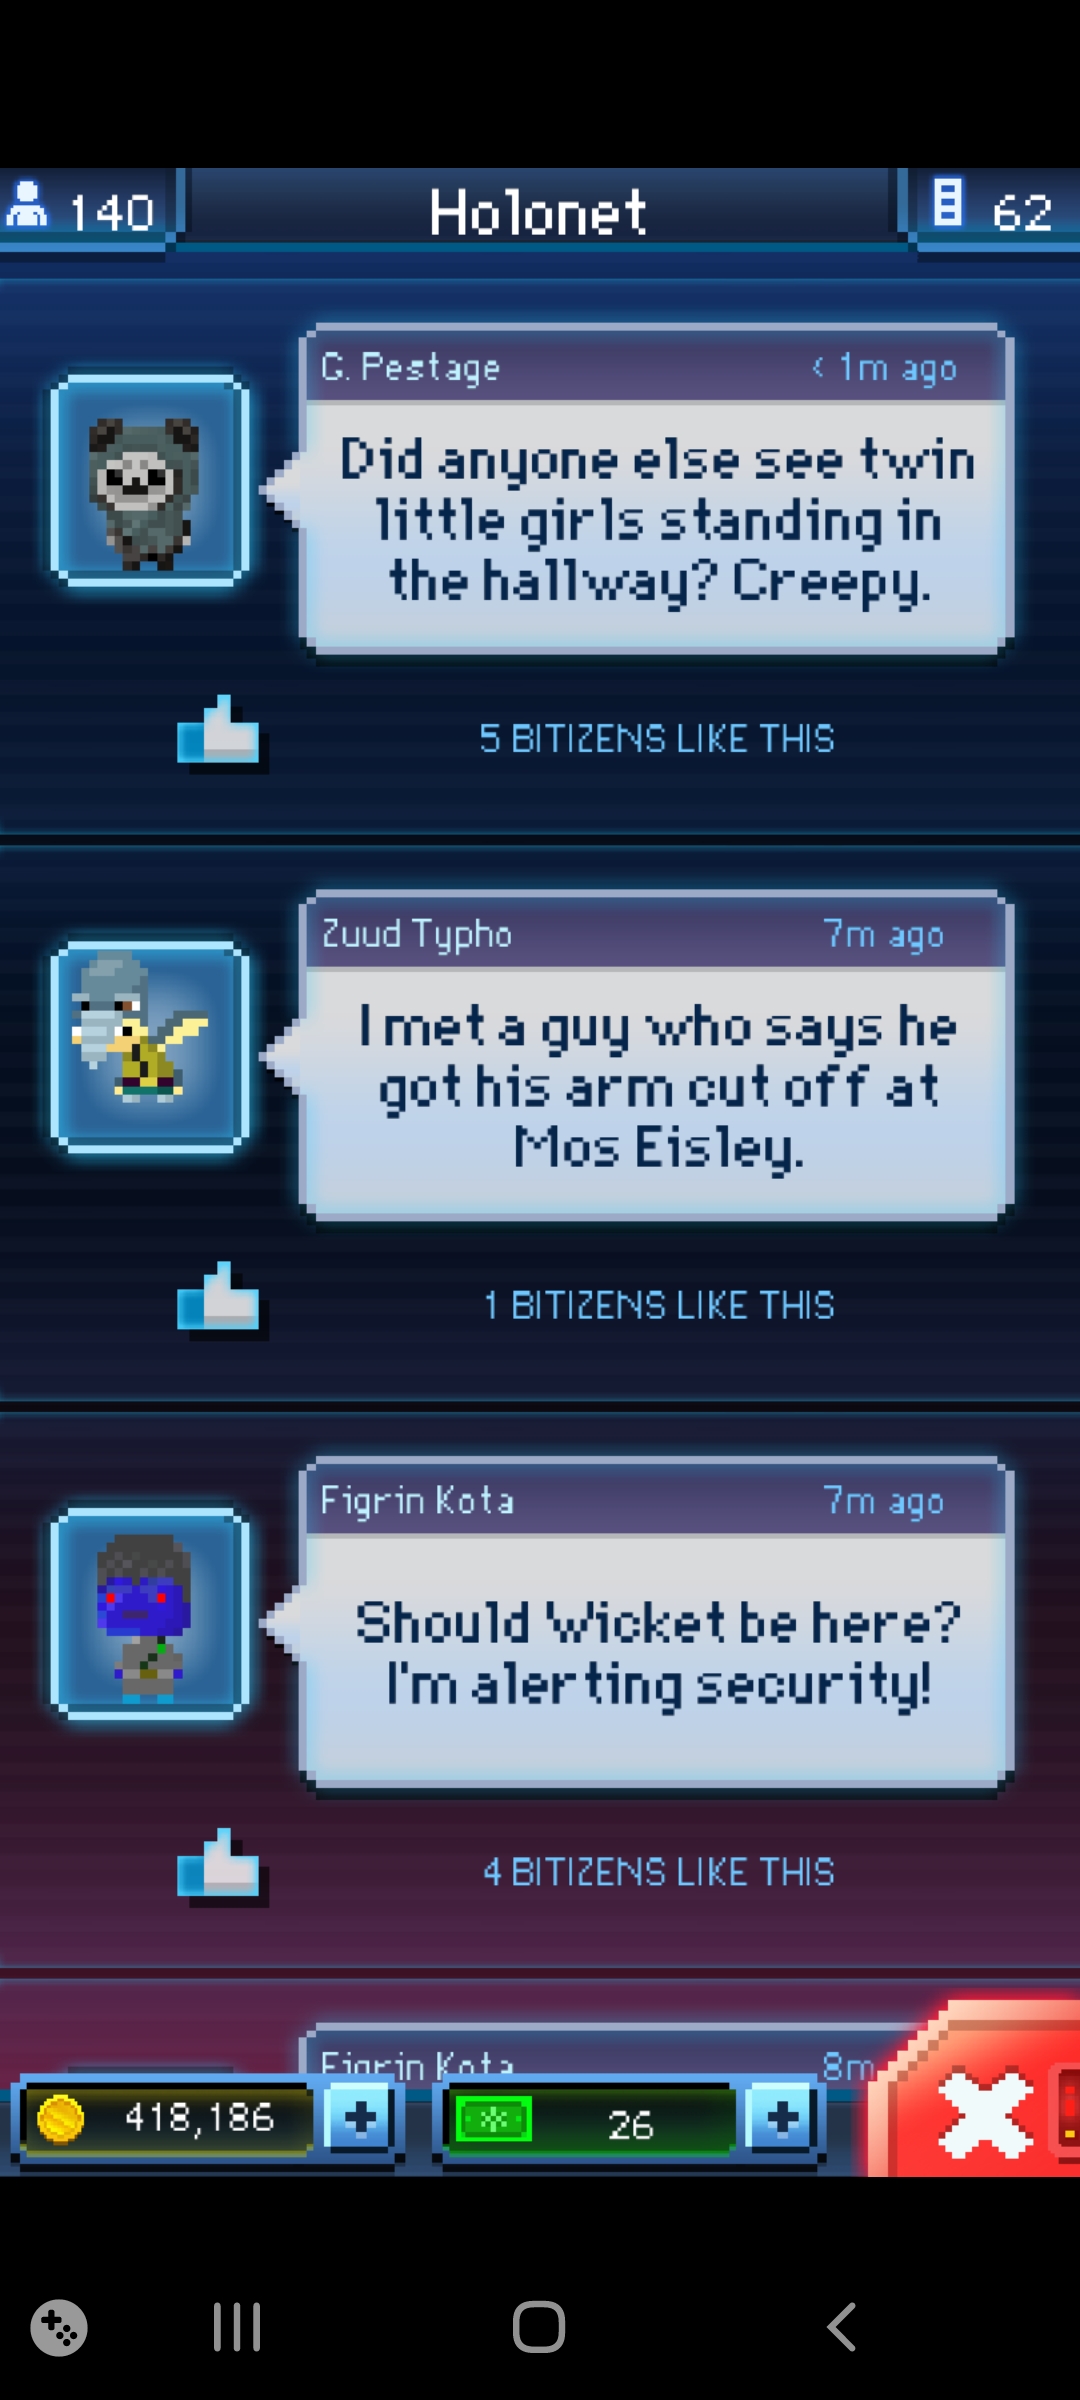 140
Holonet
62
G. Pestage
< 1m ago
Did anyone else see twin
little girls standing in
the hallway? Creepy.
5 BITIZENS LIKE THIS
Zuud Typho
7m ago
I met a guy who says he
got his arm cut off at
Mos Eisley.
1 BITIZENS LIKE THIS
Figrin Kota
7m ago
Should Wicket be here?
I'm alerting security!
4 BITIZENS LIKE THIS
Figrin Kota
8m
418,186
26